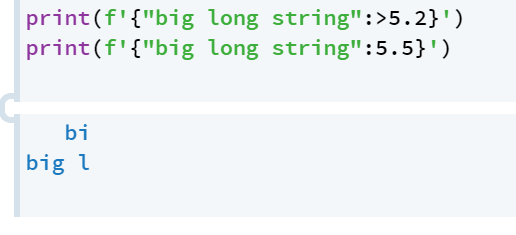 print(f'{"big long string":>5.2}')
print(f'{"big long string":5.5}')
   bi
big l